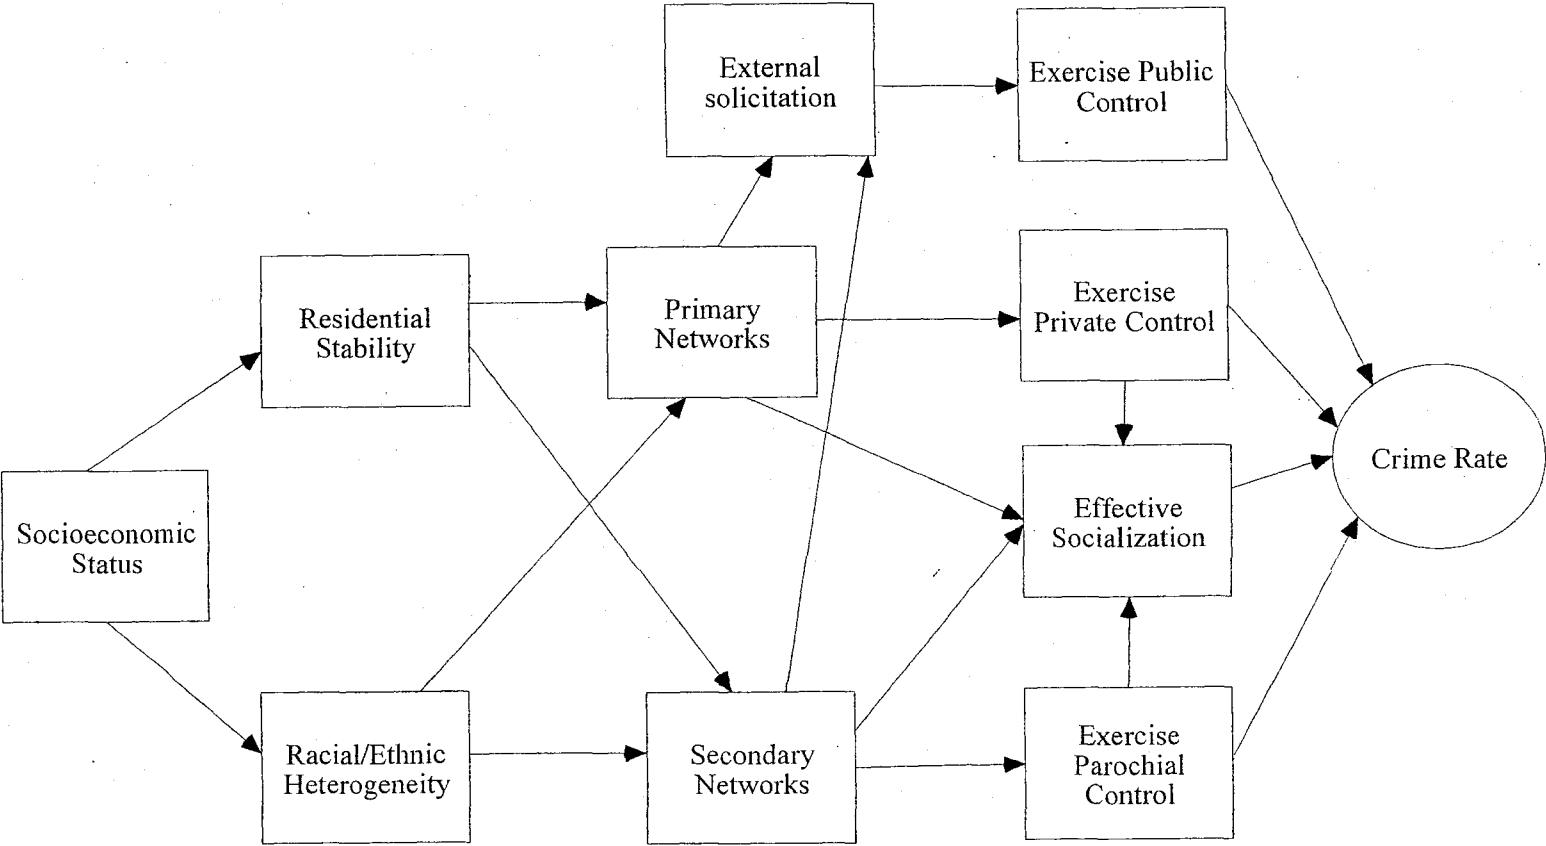 External
solicitation
Exercise Public
Control
Residential
Stability
Primary
Networks
Exercise
Private Control
Socioeconomic
Status
Effective
Socialization
Crime Rate
Racial/Ethnic
Heterogeneity
Secondary
Networks
Exercise
Parochial
Control